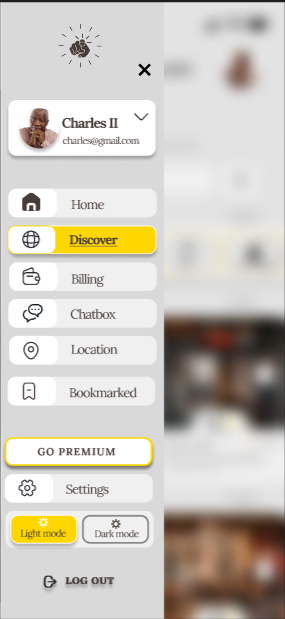 Charles II
charles@gmail.com
Home
Discover
Billing
Chatbox
Location
Bookmarked
GO PREMIUM
Settings
Light mode
Dark mode
LOG OUT